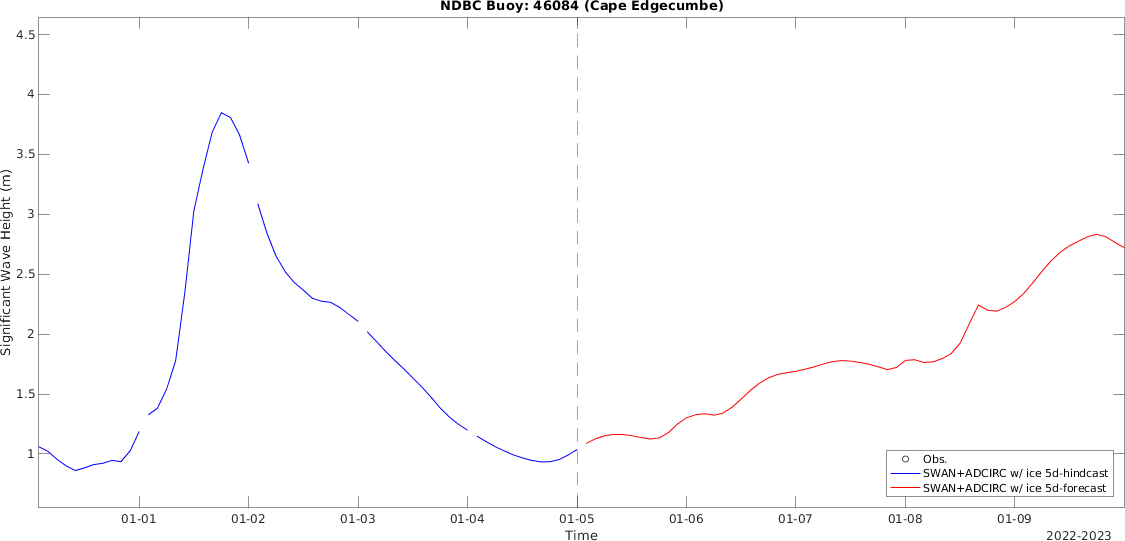 NDBC Buoy: 46084 (Cape Edgecumbe)
Significant Wave Height (m)
4.5
4
3.5
3
2.5
2
1.5
1
Obs.
SWAN+ADCIRC w/ ice 5d-hindcast
SWAN+ADCIRC w/ ice 5d-forecast
01-01 01-02 01-03 01-04 01-05 01-06 01-07 01-08 01-09
Time
2022-2023